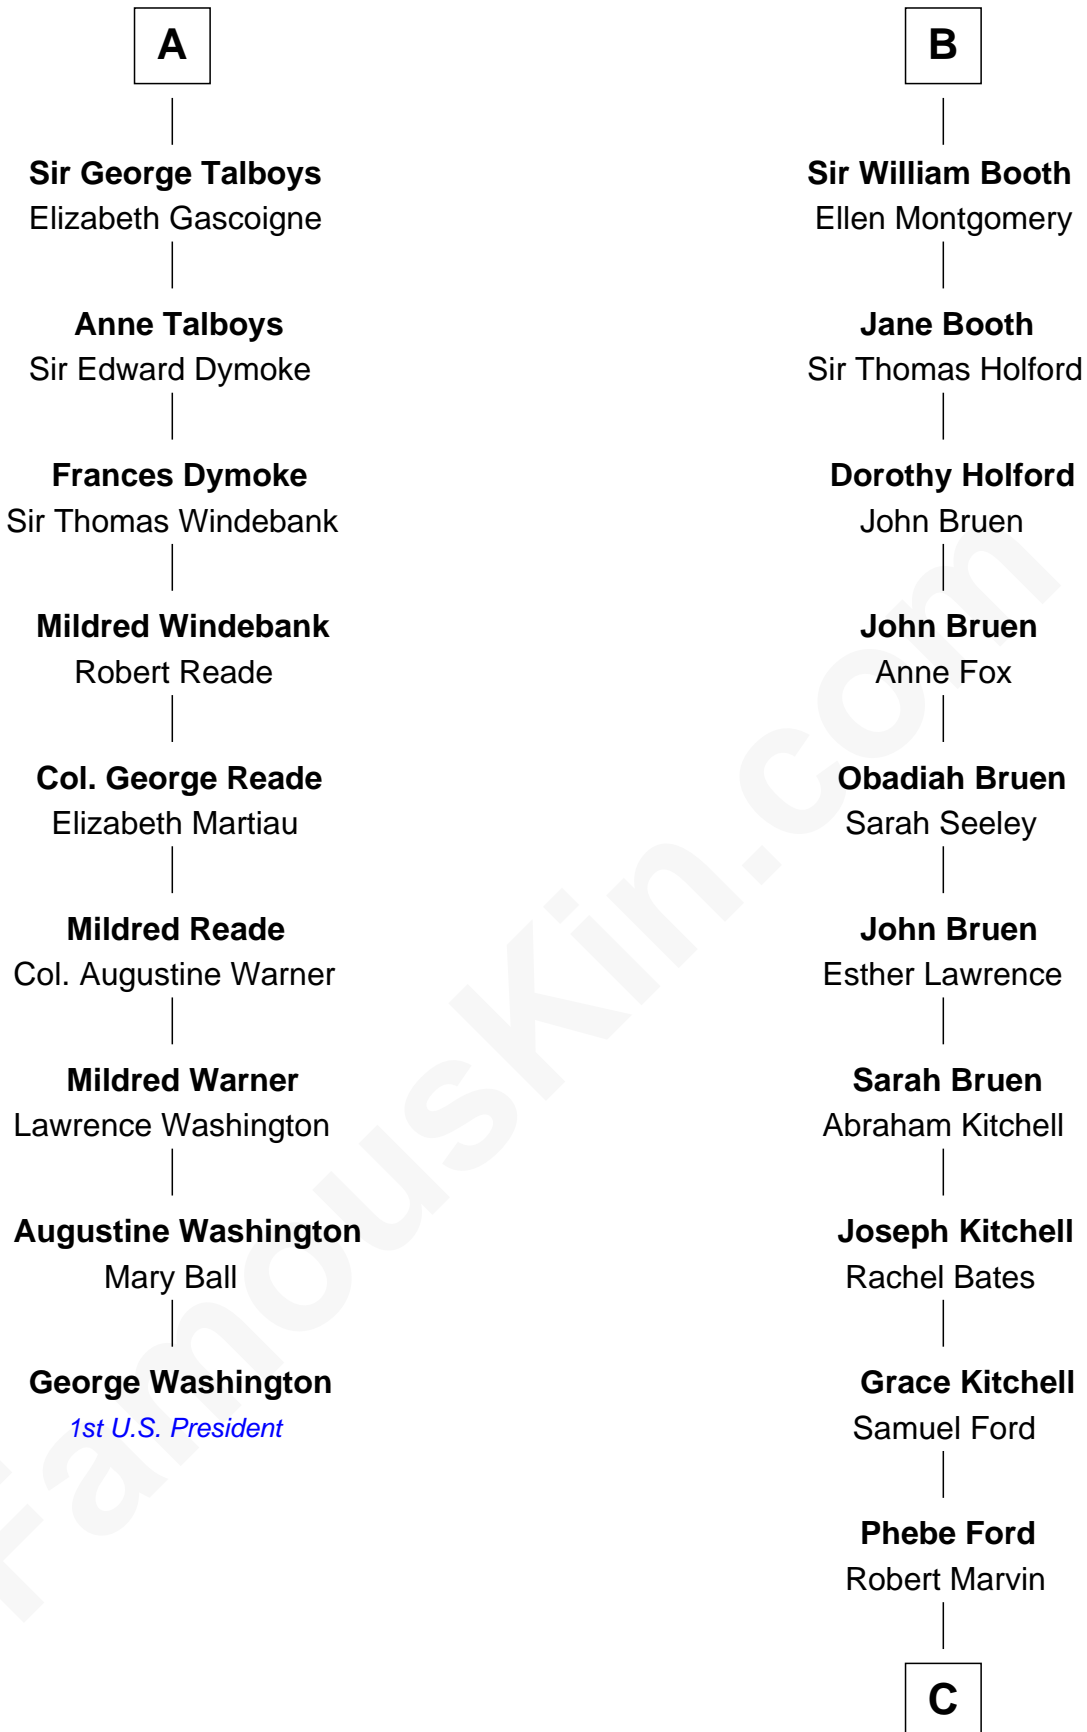 A
Sir George Talboys
Elizabeth Gascoigne
Anne Talboys
Sir Edward Dymoke
Frances Dymoke
Sir Thomas Windebank
Mildred Windebank
Robert Reade
Col. George Reade
Elizabeth Martiau
Mildred Reade
Col. Augustine Warner
Mildred Warner
Lawrence Washington
Augustine Washington
Mary Ball
George Washington
1st U.S. President
B
Sir William Booth
Ellen Montgomery
Jane Booth
Sir Thomas Holford
Dorothy Holford
John Bruen
John Bruen
Anne Fox
Obadiah Bruen
Sarah Seeley
John Bruen
Esther Lawrence
Sarah Bruen
Abraham Kitchell
Joseph Kitchell
Rachel Bates
Grace Kitchell
Samuel Ford
Phebe Ford
Robert Marvin
C
FamousKin.com